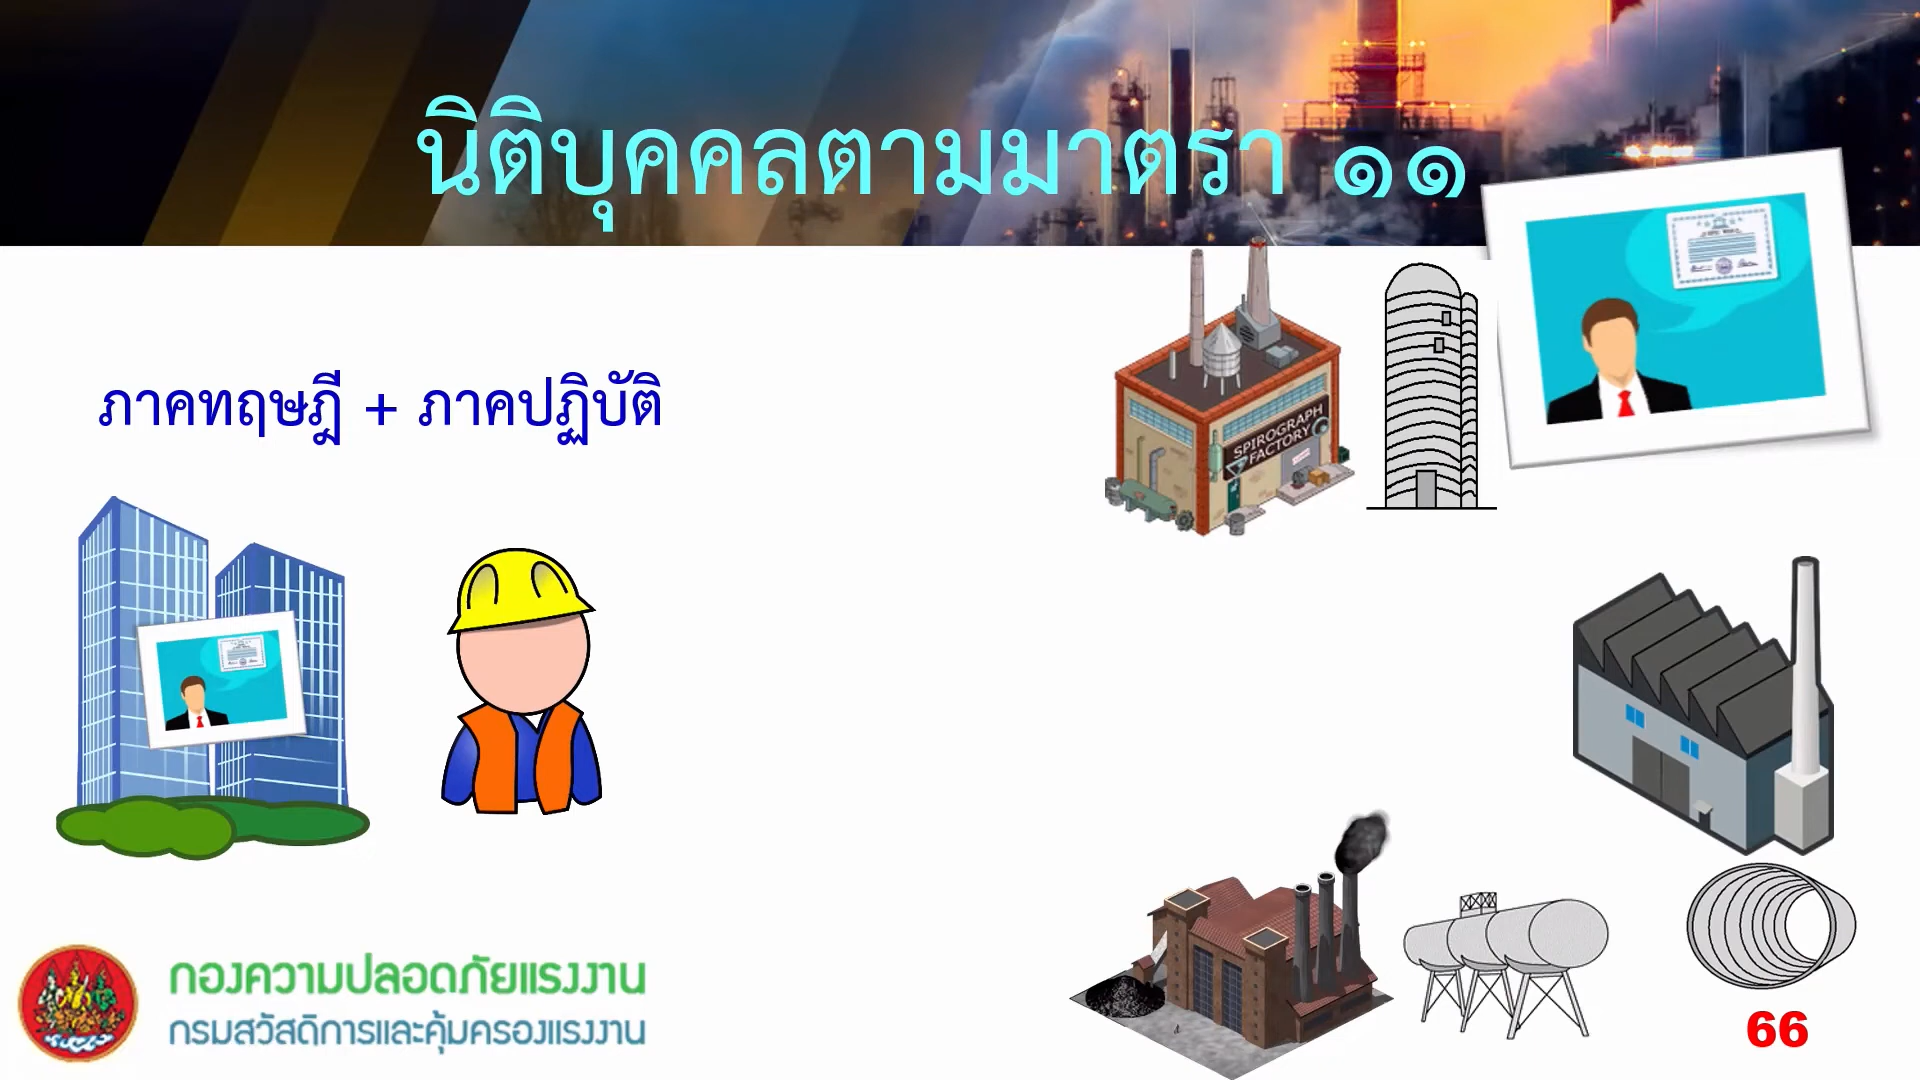 นิติบุคคลตามมาตรา ๑๑
ภาคทฤษฎี + ภาคปฏิบัติ
SPIROGRAPH
FACTORY
กองความปลอดภัยแรงงาน
กรมสวัสดิการและคุ้มครองแรงงาน
66